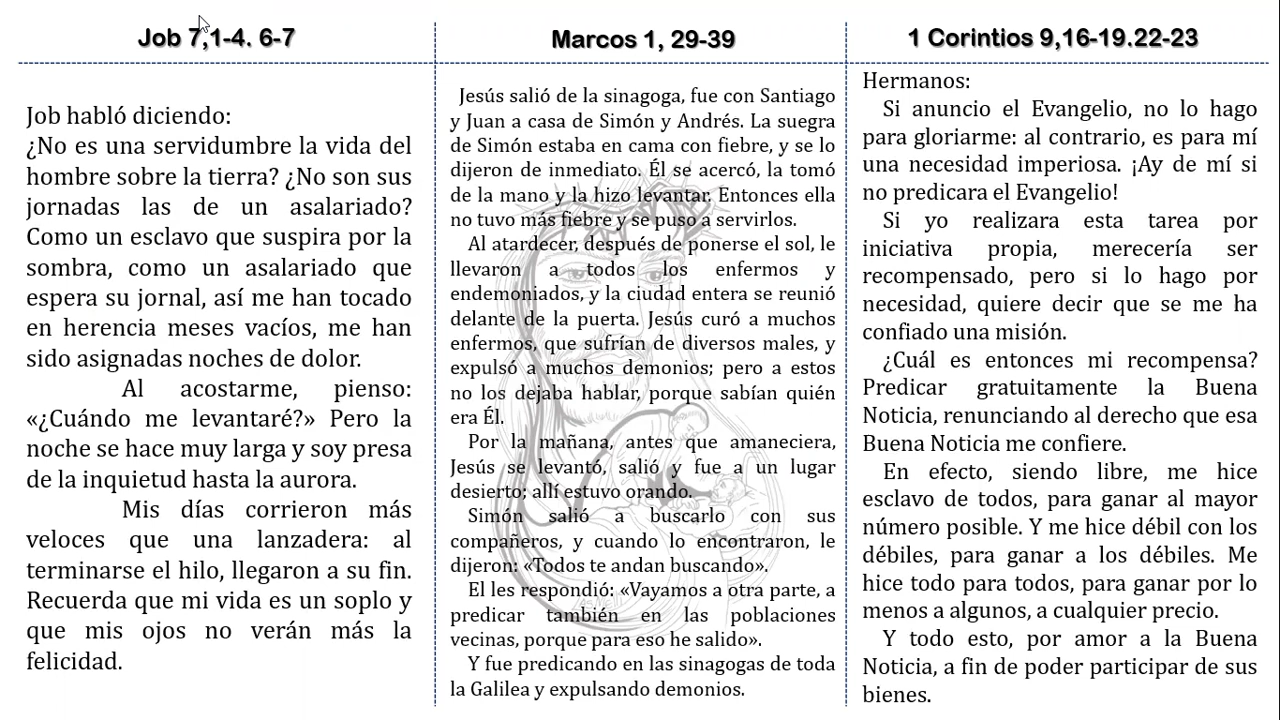 Job 7,1-4. 6-7
Job habló diciendo:
¿No es una servidumbre la vida del
hombre sobre la tierra? ¿No son sus
jornadas las de un asalariado?
Como un esclavo que suspira por la
sombra, como un asalariado que
espera su jornal, así me han tocado
en herencia meses vacíos, me han
sido asignadas noches de dolor.
Al acostarme, pienso:
«¿Cuándo me levantaré?» Pero la
noche se hace muy larga y soy presa
de la inquietud hasta la aurora.
Mis días corrieron más
veloces que una lanzadera: al
terminarse el hilo, llegaron a su fin.
Recuerda que mi vida es un soplo y
que mis ojos no verán más la
felicidad.
Marcos 1, 29-39
Jesús salió de la sinagoga, fue con Santiago
y Juan a casa de Simón y Andrés. La suegra
de Simón estaba en cama con fiebre, y se lo
dijeron de inmediato. Él se acercó, la tomó
de la mano y la hizo levantar. Entonces ella
no tuvo más fiebre y se puso a servirlos.
Al atardecer, después de ponerse el sol, le
llevaron a todos los enfermos y
endemoniados, y la ciudad entera se reunió
delante de la puerta. Jesús curó a muchos
enfermos, que sufrían de diversos males, y
expulsó a muchos demonios; pero a estos
no los dejaba hablar, porque sabían quién
era Él.
Por la mañana, antes que amaneciera,
Jesús se levantó, salió y fue a un lugar
desierto; allí estuvo orando.
Simón salió a buscarlo con sus
compañeros, y cuando lo encontraron, le
dijeron: «Todos te andan buscando».
El les respondió: «Vayamos a otra parte, a
predicar también en las poblaciones
vecinas, porque para eso he salido».
Y fue predicando en las sinagogas de toda
la Galilea y expulsando demonios.
1 Corintios 9,16-19.22-23
Hermanos:
Si anuncio el Evangelio, no lo hago
para gloriarme: al contrario, es para mí
una necesidad imperiosa. ¡Ay de mí si
no predicara el Evangelio!
Si yo realizara esta tarea por
iniciativa propia, merecería ser
recompensado, pero si lo hago por
necesidad, quiere decir que se me ha
confiado una misión.
¿Cuál es entonces mi recompensa?
Predicar gratuitamente la Buena
Noticia, renunciando al derecho que esa
Buena Noticia me confiere.
En efecto, siendo libre, me hice
esclavo de todos, para ganar al mayor
número posible. Y me hice débil con los
débiles, para ganar a los débiles. Me
hice todo para todos, para ganar por lo
menos a algunos, a cualquier precio.
Y todo esto, por amor a la Buena
Noticia, a fin de poder participar de sus
bienes.